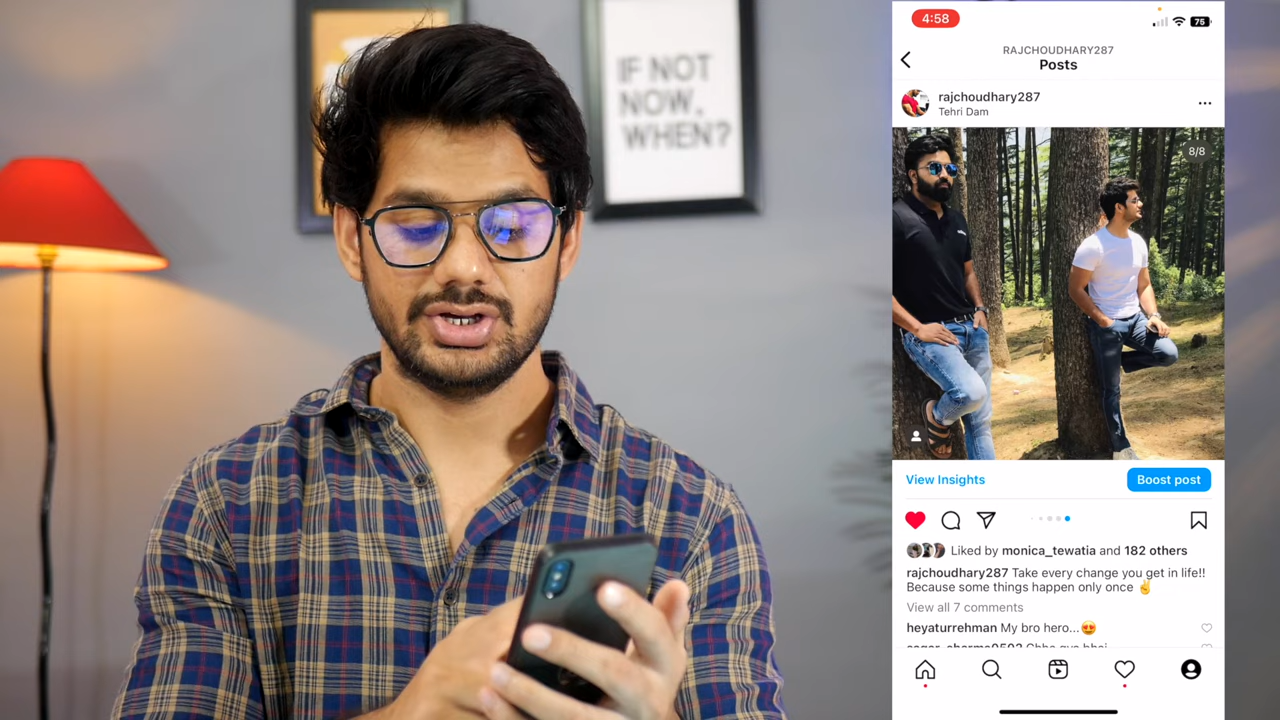 IF NOT
NOW,
WHEN?
4:58
75
RAJCHOUDHARY287
Posts
rajchoudhary287
Tehri Dam
8/8
View Insights
Boost post
Liked by monica_tewatia and 182 others
rajchoudhary287 Take every change you get in life!!
Because some things happen only once ✌️
View all 7 comments
heyaturrehman My bro hero...😍